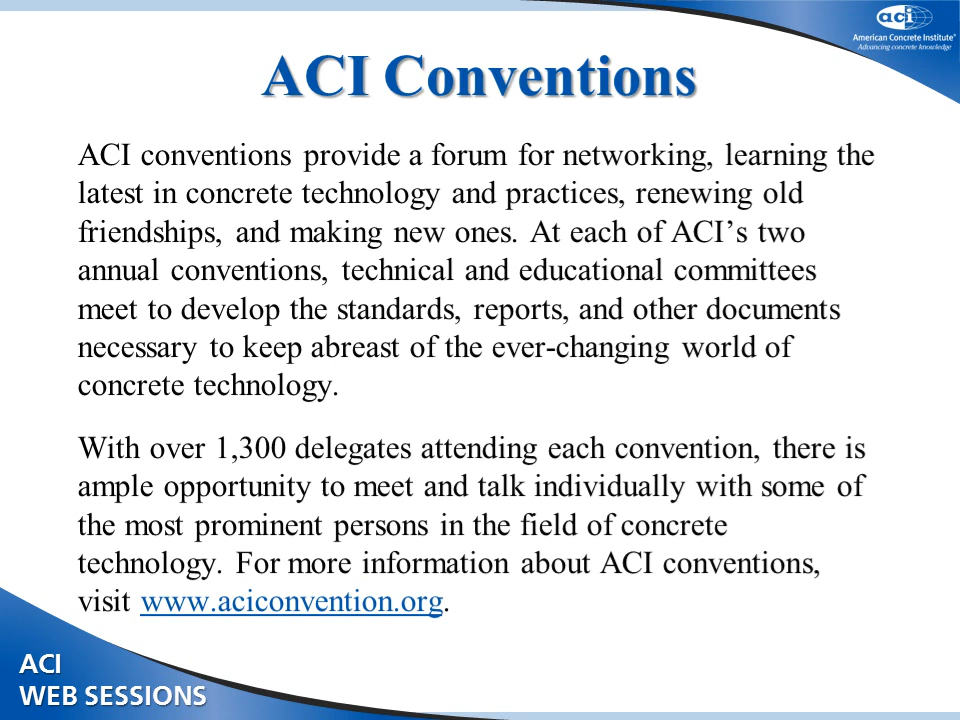 aci
American Concrete Institute®
Advancing concrete knowledge
ACI Conventions
ACI conventions provide a forum for networking, learning the
latest in concrete technology and practices, renewing old
friendships, and making new ones. At each of ACI’s two
annual conventions, technical and educational committees
meet to develop the standards, reports, and other documents
necessary to keep abreast of the ever-changing world of
concrete technology.
With over 1,300 delegates attending each convention, there is
ample opportunity to meet and talk individually with some of
the most prominent persons in the field of concrete
technology. For more information about ACI conventions,
visit www.aciconvention.org.
ACI
WEB SESSIONS